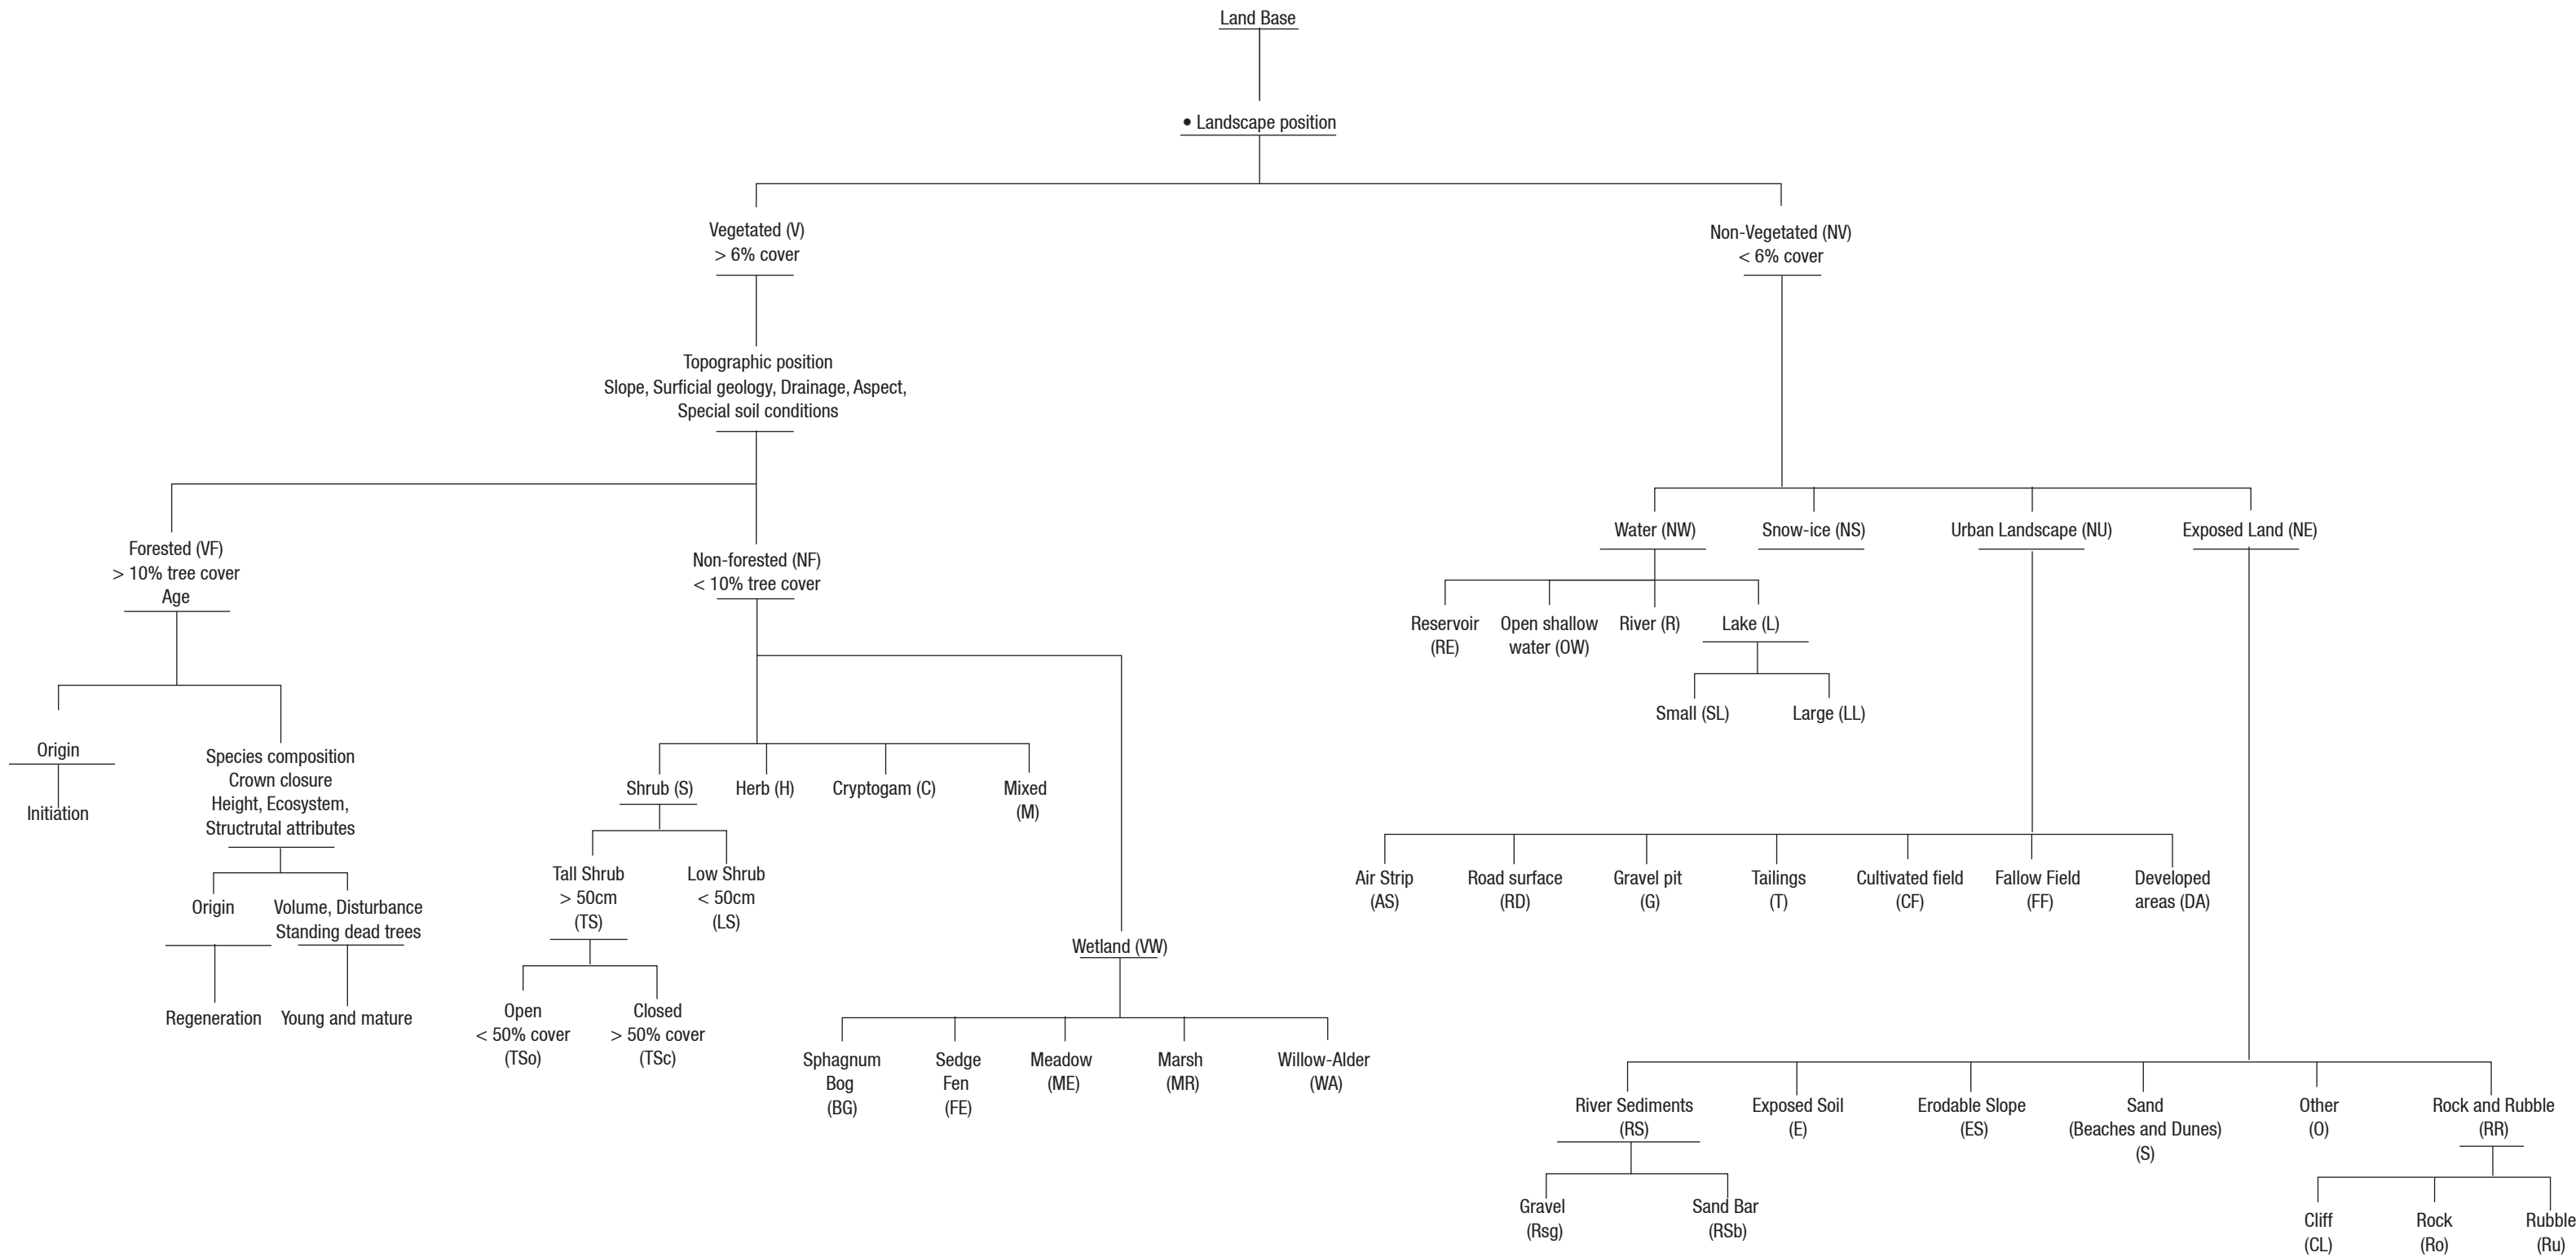 Land Base
• Landscape position
Vegetated (V)
> 6% cover
Non-Vegetated (NV)
< 6% cover
Topographic position
Slope, Surficial geology, Drainage, Aspect,
Special soil conditions
Forested (VF)
> 10% tree cover
Age
Non-forested (NF)
< 10% tree cover
Water (NW)
Snow-ice (NS)
Urban Landscape (NU)
Exposed Land (NE)
Reservoir
(RE)
Open shallow
water (OW)
River (R)
Lake (L)
Small (SL)
Large (LL)
Origin
Initiation
Species composition
Crown closure
Height, Ecosystem,
Structrutal attributes
Origin
Volume, Disturbance
Standing dead trees
Regeneration
Young and mature
Shrub (S)
Herb (H)
Cryptogam (C)
Mixed
(M)
Tall Shrub
> 50cm
(TS)
Low Shrub
< 50cm
(LS)
Open
< 50% cover
(TSo)
Closed
> 50% cover
(TSc)
Wetland (VW)
Sphagnum
Bog
(BG)
Sedge
Fen
(FE)
Meadow
(ME)
Marsh
(MR)
Willow-Alder
(WA)
Air Strip
(AS)
Road surface
(RD)
Gravel pit
(G)
Tailings
(T)
Cultivated field
(CF)
Fallow Field
(FF)
Developed
areas (DA)
River Sediments
(RS)
Exposed Soil
(E)
Erodable Slope
(ES)
Sand
(Beaches and Dunes)
(S)
Other
(O)
Rock and Rubble
(RR)
Gravel
(Rsg)
Sand Bar
(RSb)
Cliff
(CL)
Rock
(Ro)
Rubble
(Ru)